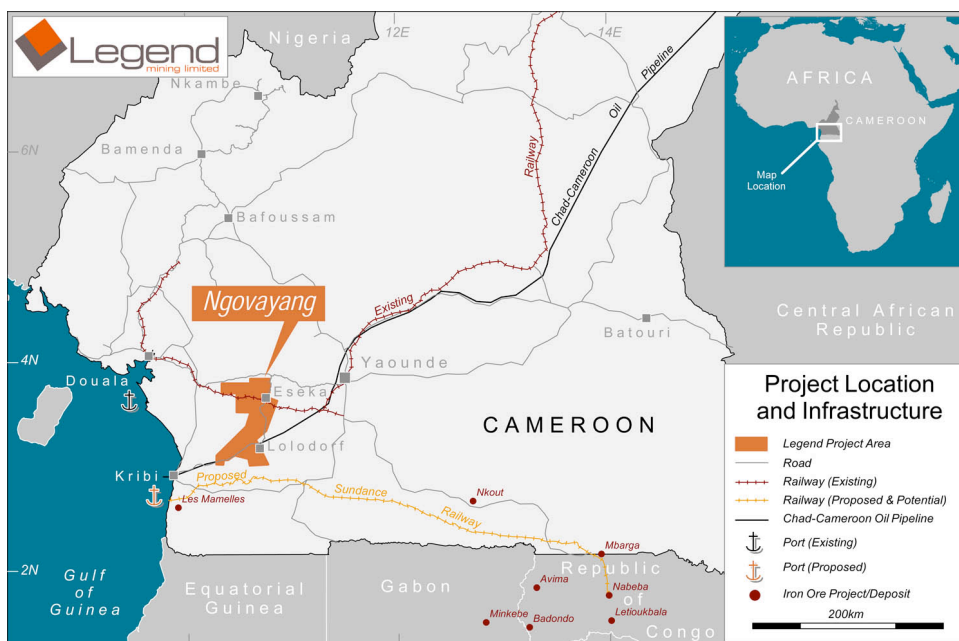 Legend
mining limited
Nigeria
12E
14E
Nkambe
6N
Bamenda
Bafoussam
Railway
Chad-Cameroon Oil Pipeline
AFRICA
CAMEROON
Map
Location
Ngovayang
Existing
Batouri
Central African
Republic
4N
Douala
Yaounde
Eseka
CAMEROON
Lolodorf
Kribi
Proposed
Sundance
Railway
Les Mamelles
Nkout
Mbarga
2N
Gulf
of
Guinea
Equatorial
Guinea
Gabon
Republic
of
Congo
Avima
Nabeba
Minkebe
Badondo
Letioukbala
Project Location
and Infrastructure
Legend Project Area
Road
Railway (Existing)
Railway (Proposed & Potential)
Chad-Cameroon Oil Pipeline
Port (Existing)
Port (Proposed)
Iron Ore Project/Deposit
200km